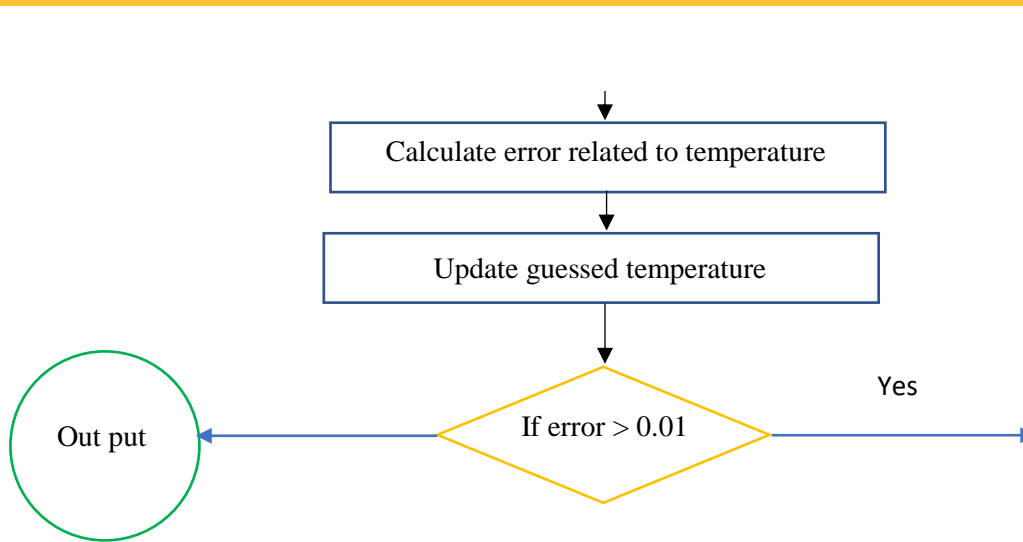 Calculate error related to temperature
Update guessed temperature
Yes
If error > 0.01
Out put